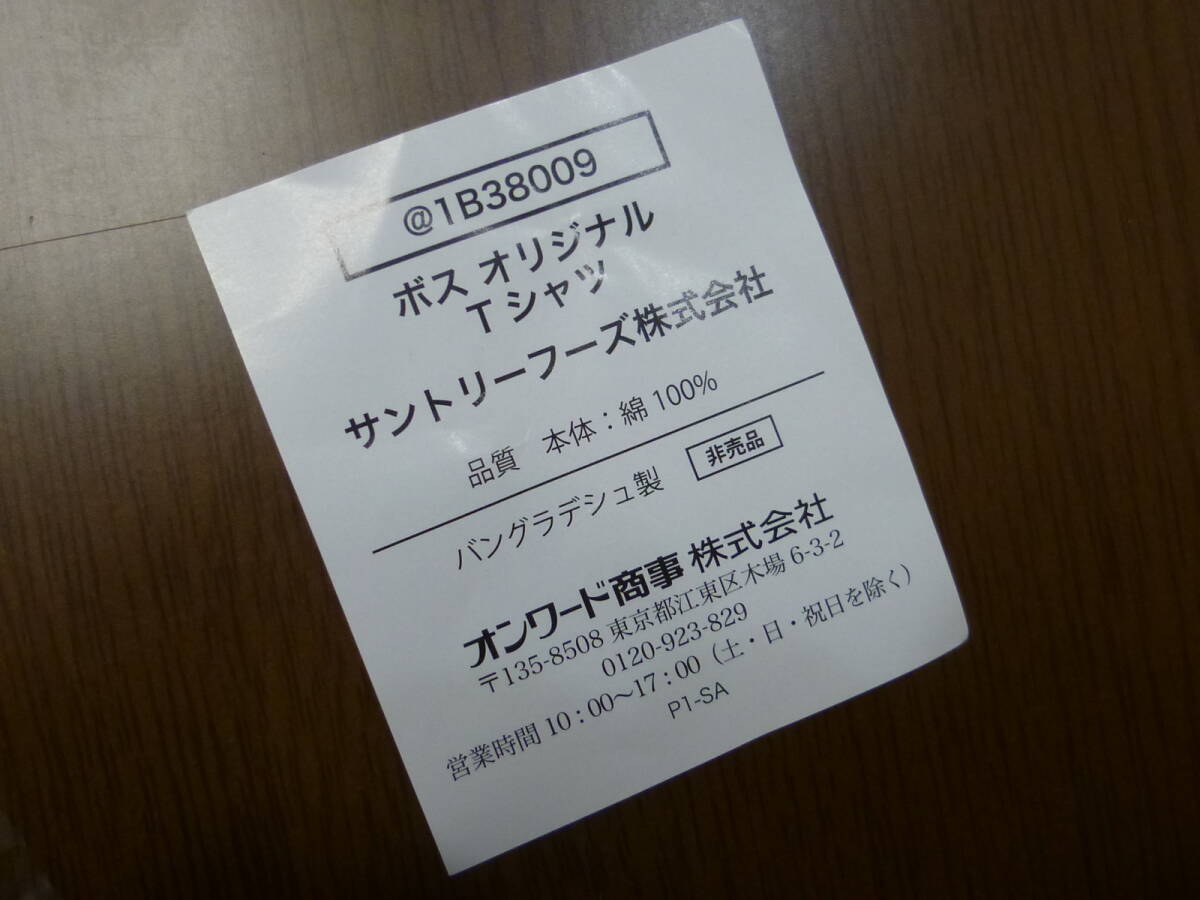 @1B38009
ボス オリジナル
Tシャツ
サントリーフーズ株式会社
品質 本体：綿100%
バングラデシュ製 非売品
オンワード商事 株式会社
〒135-8508 東京都江東区木場 6-3-2
0120-923-829
営業時間 10：00～17：00（土・日・祝日を除く）
P1-SA